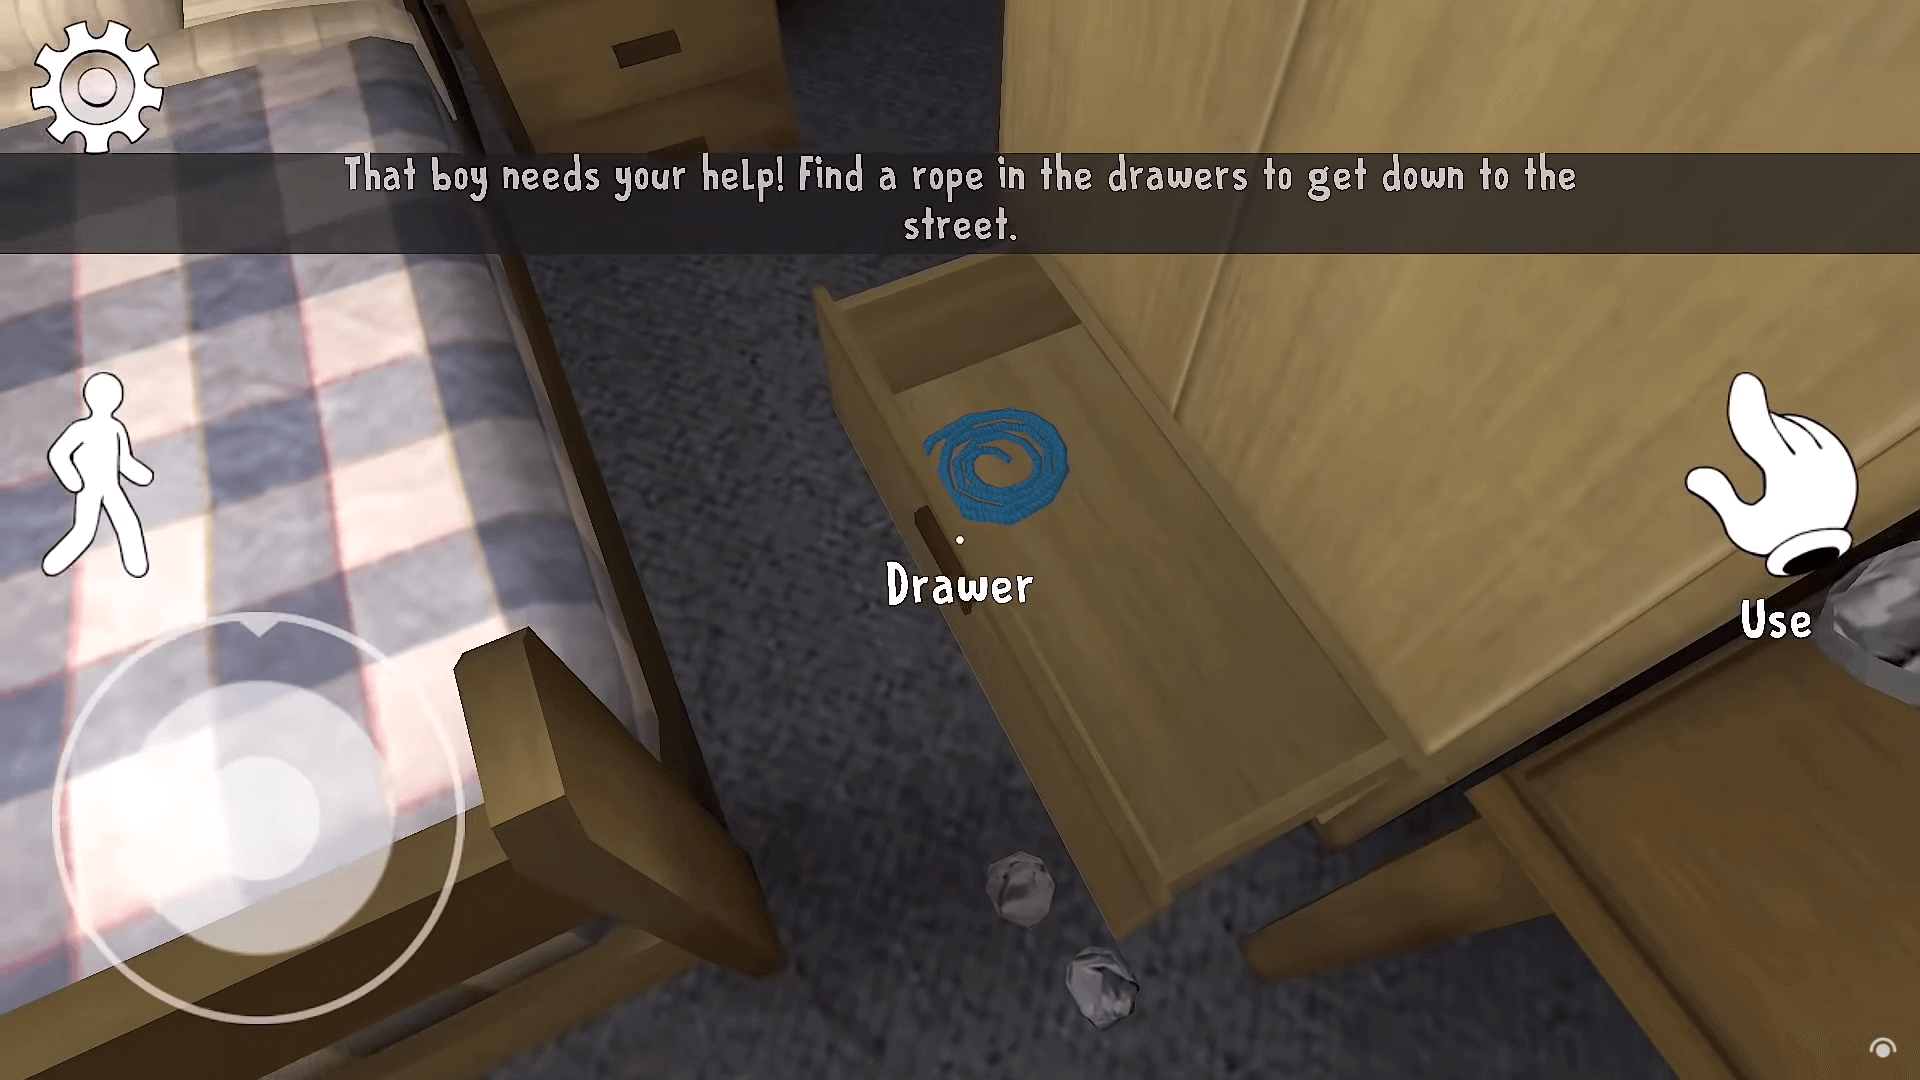 That boy needs your help! Find a rope in the drawers to get down to the
street.
Drawer
Use